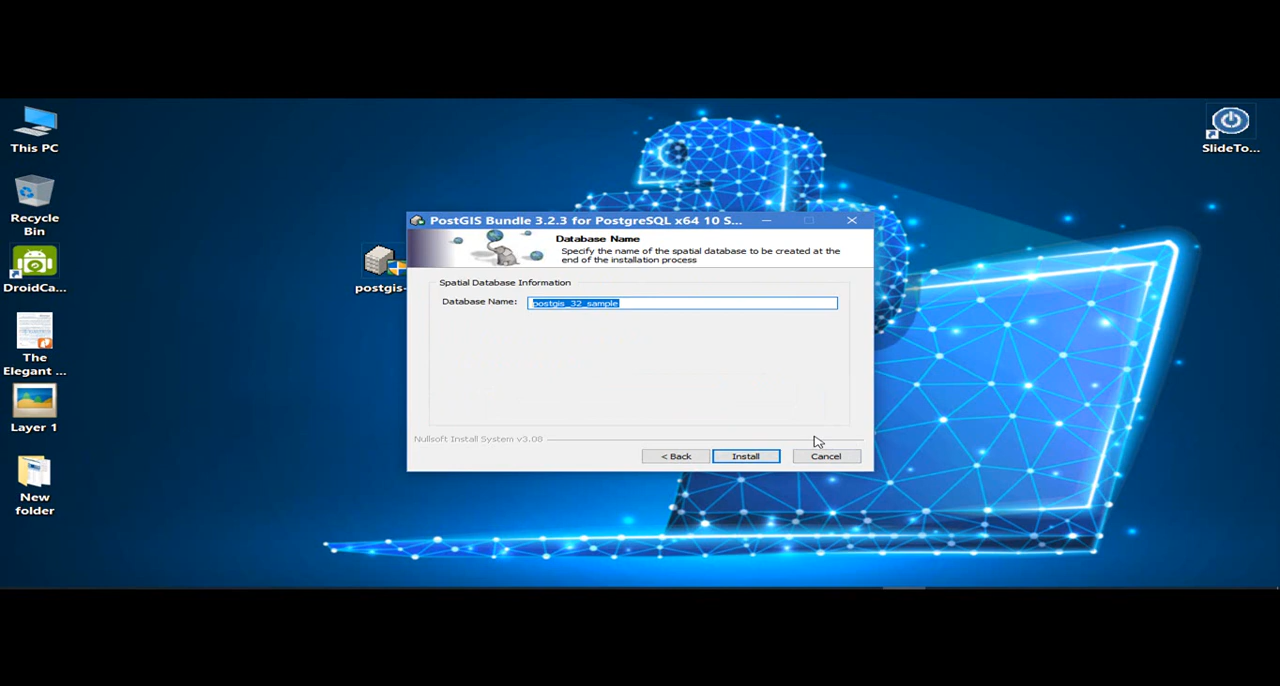 This PC
Recycle
Bin
DroidCa...
The
Elegant ...
Layer 1
New
folder
postgis-
SlideTo...
PostGIS Bundle 3.2.3 for PostgreSQL x64 10 S...
Database Name
Specify the name of the spatial database to be created at the
end of the installation process
Spatial Database Information
Database Name:
postgis_32_sample
Nullsoft Install System v3.08
< Back
Install
Cancel